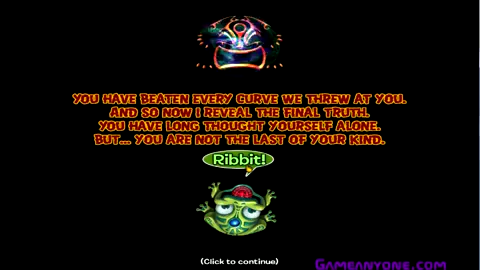 YOU HAVE BEATEN EVERY CURVE WE THREW AT YOU.
AND SO NOW I REVEAL THE FINAL TRUTH.
YOU HAVE LONG THOUGHT YOURSELF ALONE.
BUT... YOU ARE NOT THE LAST OF YOUR KIND.
Ribbit!
(Click to continue)
GAMEANYONE.COM